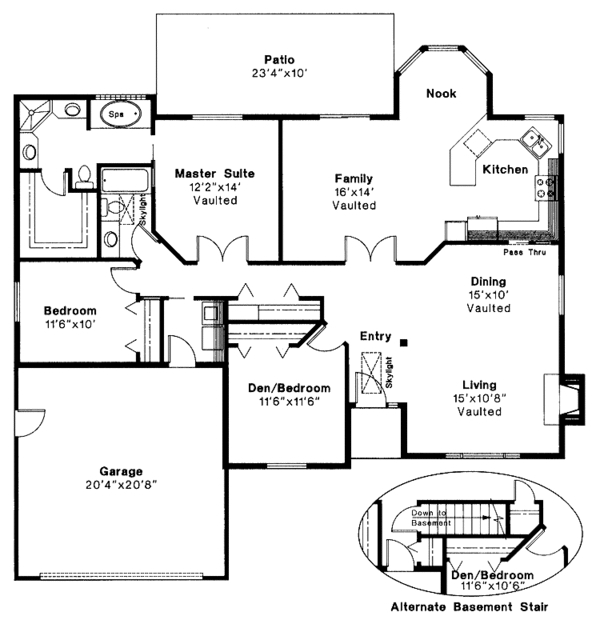 Patio
23'4"x10'
Nook
Spa
Master Suite
12'2"x14'
Vaulted
Family
16'x14'
Vaulted
Kitchen
Skylight
Pass Thru
Bedroom
11'6"x10'
Dining
15'x10'
Vaulted
Entry
Skylight
Den/Bedroom
11'6"x11'6"
Living
15'x10'8"
Vaulted
Garage
20'4"x20'8"
Down to
Basement
Den/Bedroom
11'6"x10'6"
Alternate Basement Stair